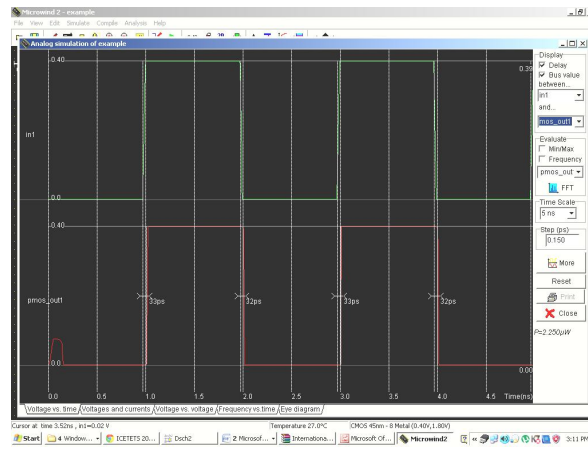 Microwind 2 - example
File View Edit Simulate Compile Analysis Help
Analog simulation of example
0.40
0.39
in1
0.0
0.40
pmos_out1
33ps
32ps
33ps
32ps
0.0
0.00
0.0 0.5 1.0 1.5 2.0 2.5 3.0 3.5 4.0 4.5 Time(ns)
Display
Delay
Bus value
between...
in1
and...
mos_out1
Evaluate
Min/Max
Frequency
pmos_out
FFT
Time Scale
5 ns
Step (ps)
0.150
More
Reset
Print
Close
P=2.250µW
Voltage vs. time Voltages and currents Voltage vs. voltage Frequency vs.time Eye diagram
Cursor at time 3.52ns , in1=0.02 V Temperature 27.0°C CMOS 45nm - 8 Metal (0.40V,1.80V)
Start 4 Window... ICETETS 20... Dsch2 2 Microsof... Internationa... Microsoft Of... Microwind2 3:11 PM